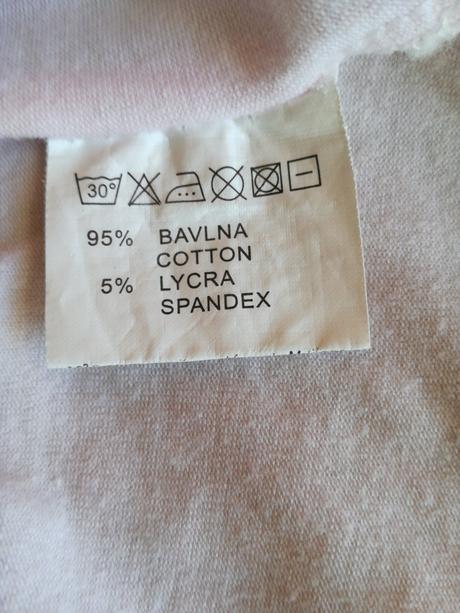 30°
95% BAVLNA
COTTON
5% LYCRA
SPANDEX